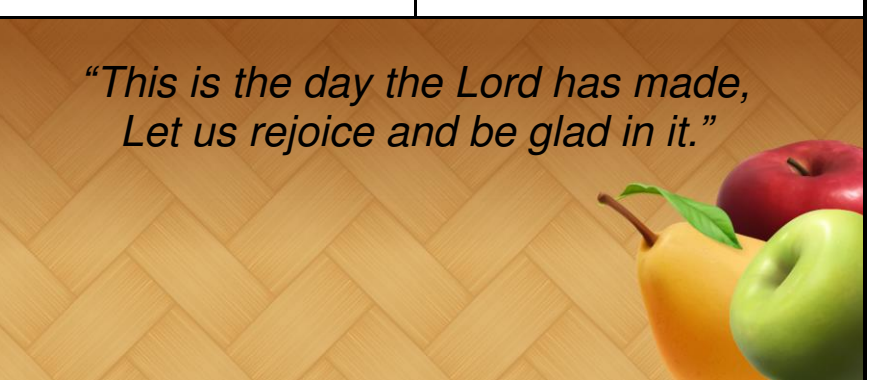 “This is the day the Lord has made,
Let us rejoice and be glad in it.”